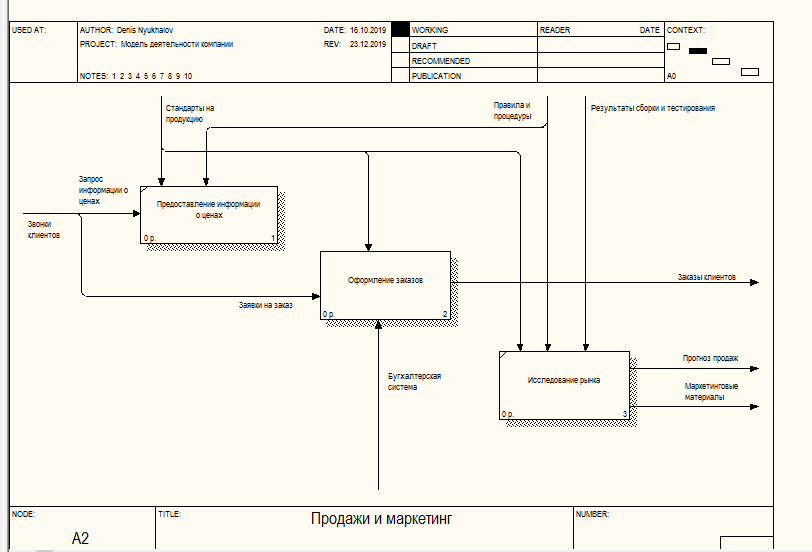 USED AT:
AUTHOR: Denis Nyukhalov
DATE: 16.10.2019
PROJECT: Модель деятельности компании
REV: 23.12.2019
NOTES: 1 2 3 4 5 6 7 8 9 10
WORKING
DRAFT
RECOMMENDED
PUBLICATION
READER
DATE
CONTEXT:
A0
Стандарты на
продукцию
Правила и
процедуры
Результаты сборки и тестирования
Запрос
информации о
ценах
Звонки
клиентов
Предоставление информации
о ценах
0 р.
1
Оформление заказов
0 р.
2
Заказы клиентов
Заявки на заказ
Бугхалтерская
система
Исследование рынка
0 р.
3
Прогноз продаж
Маркетинговые
материалы
NODE:
A2
TITLE:
Продажи и маркетинг
NUMBER: